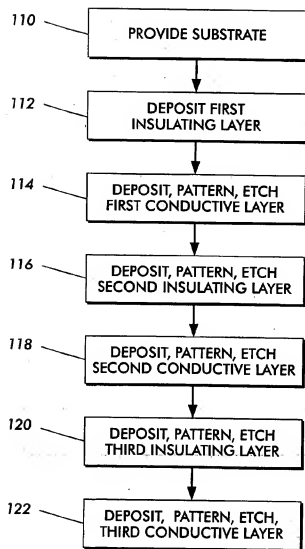 110
PROVIDE SUBSTRATE
112
DEPOSIT FIRST
INSULATING LAYER
114
DEPOSIT, PATTERN, ETCH
FIRST CONDUCTIVE LAYER
116
DEPOSIT, PATTERN, ETCH
SECOND INSULATING LAYER
118
DEPOSIT, PATTERN, ETCH
SECOND CONDUCTIVE LAYER
120
DEPOSIT, PATTERN, ETCH
THIRD INSULATING LAYER
122
DEPOSIT, PATTERN, ETCH,
THIRD CONDUCTIVE LAYER